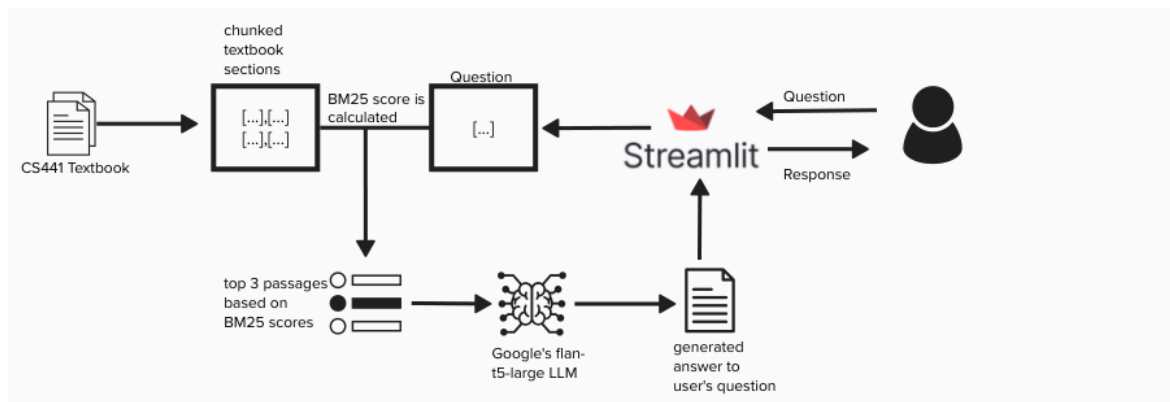 chunked
textbook
sections
[...],[...]
[...],[...]
CS441 Textbook
BM25 score is
calculated
Question
[...]
Streamlit
Question
Response
top 3 passages
based on
BM25 scores
Google's flan-
t5-large LLM
generated
answer to
user's question